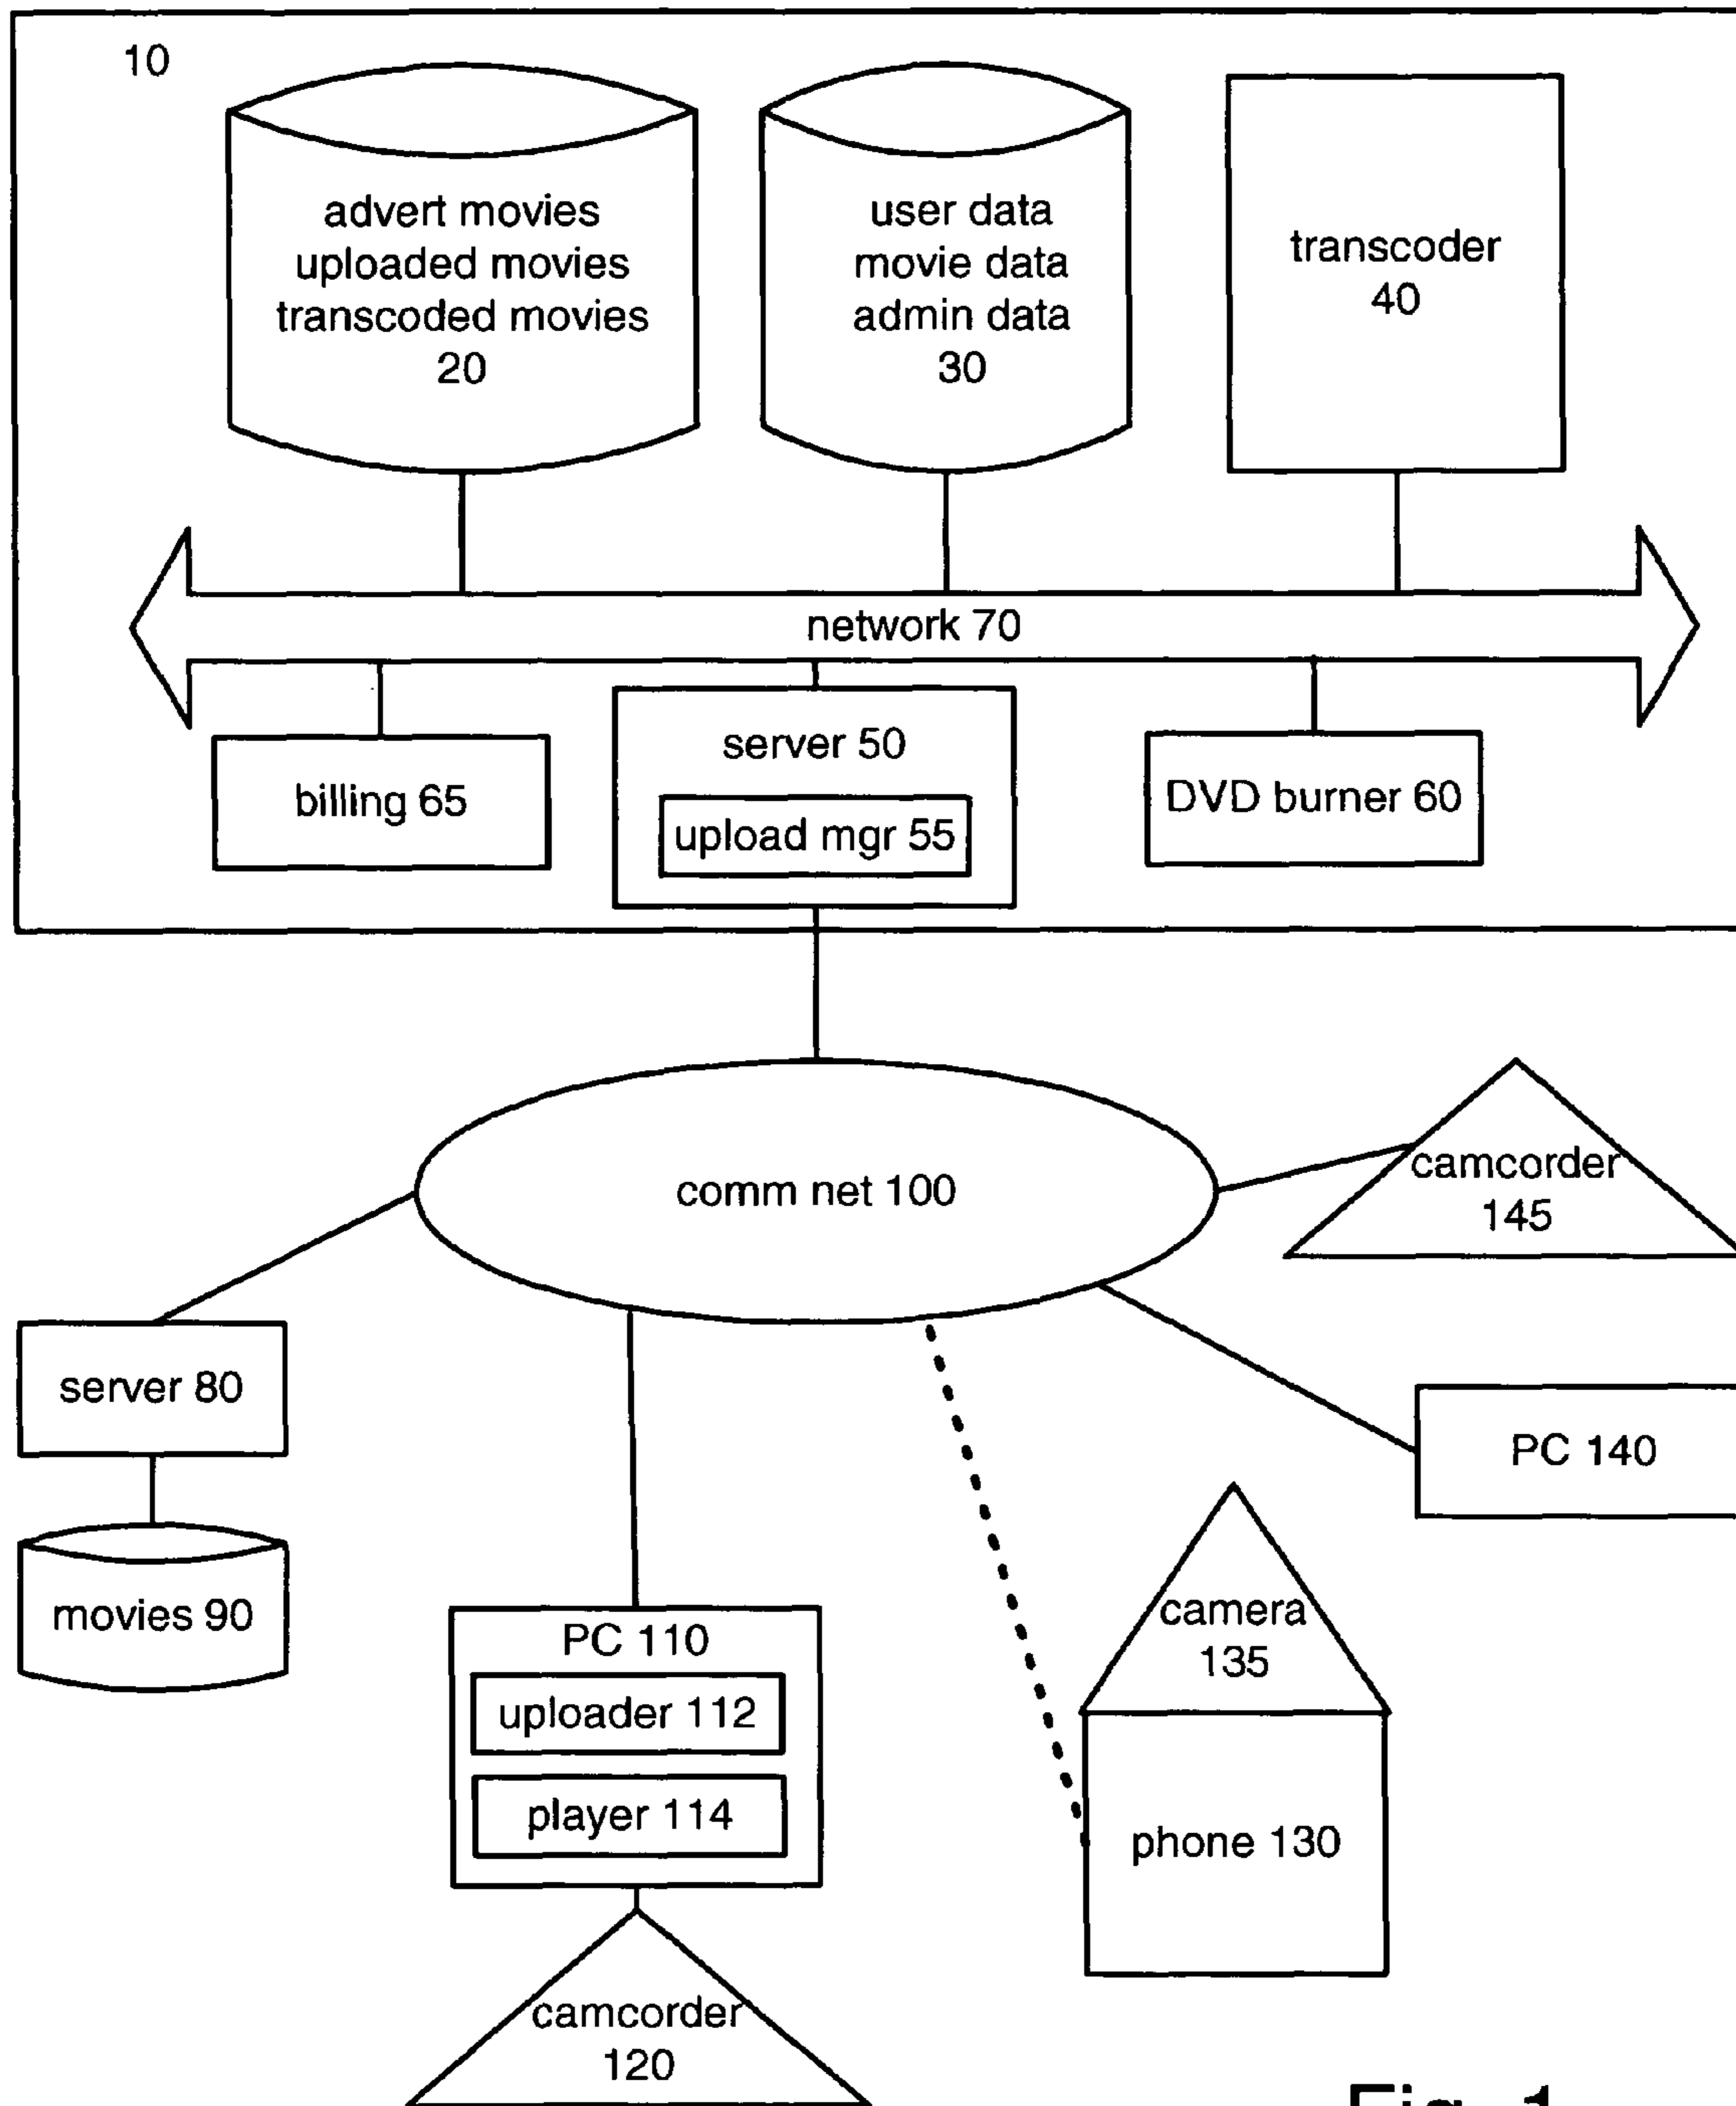 10
advert movies
uploaded movies
transcoded movies
20
user data
movie data
admin data
30
transcoder
40
network 70
billing 65
server 50
upload mgr 55
DVD burner 60
comm net 100
camcorder
145
server 80
PC 140
movies 90
camera
135
PC 110
uploader 112
player 114
phone 130
camcorder
120
Fig. 1